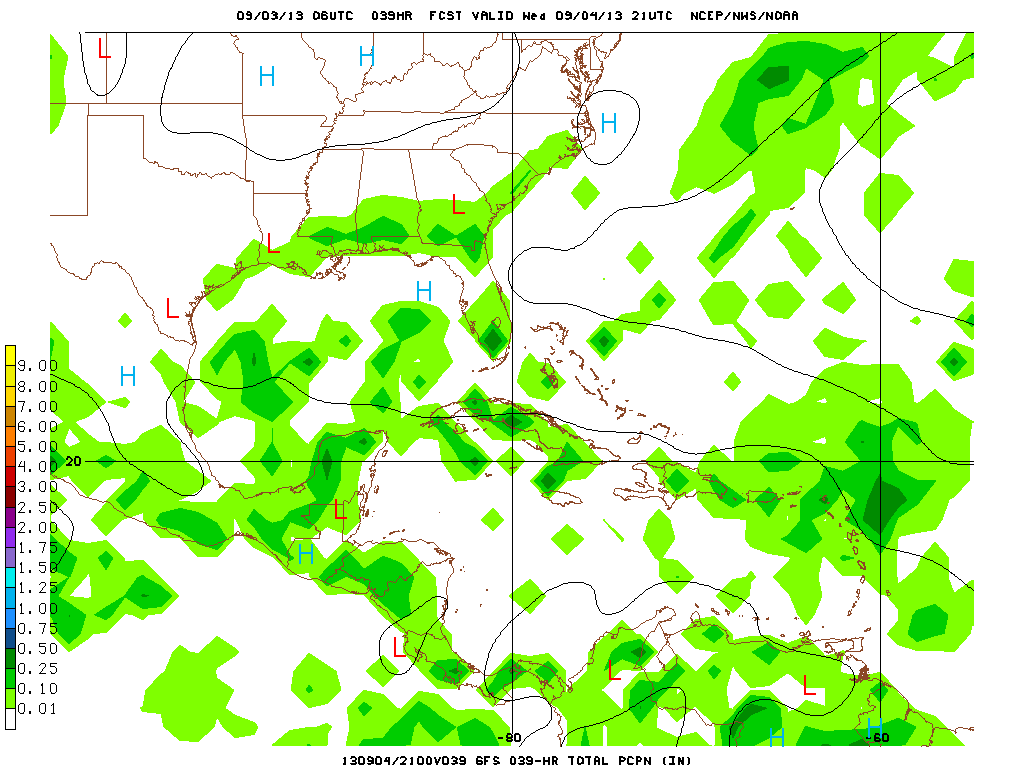 09/03/13 06UTC 039HR FCST VALID Wed 09/04/13 21UTC NCEP/NWS/NOAA
L
H
H
H
L
L
H
L
H
9.00
8.00
7.00
6.00
5.00
4.00
3.00
2.50
2.00
1.75
1.50
1.25
1.00
0.75
0.50
0.25
0.10
0.01
20
L
H
L
L
L
H
H
-80
-60
130904/2100V039 GFS 039-HR TOTAL PCPN (IN)